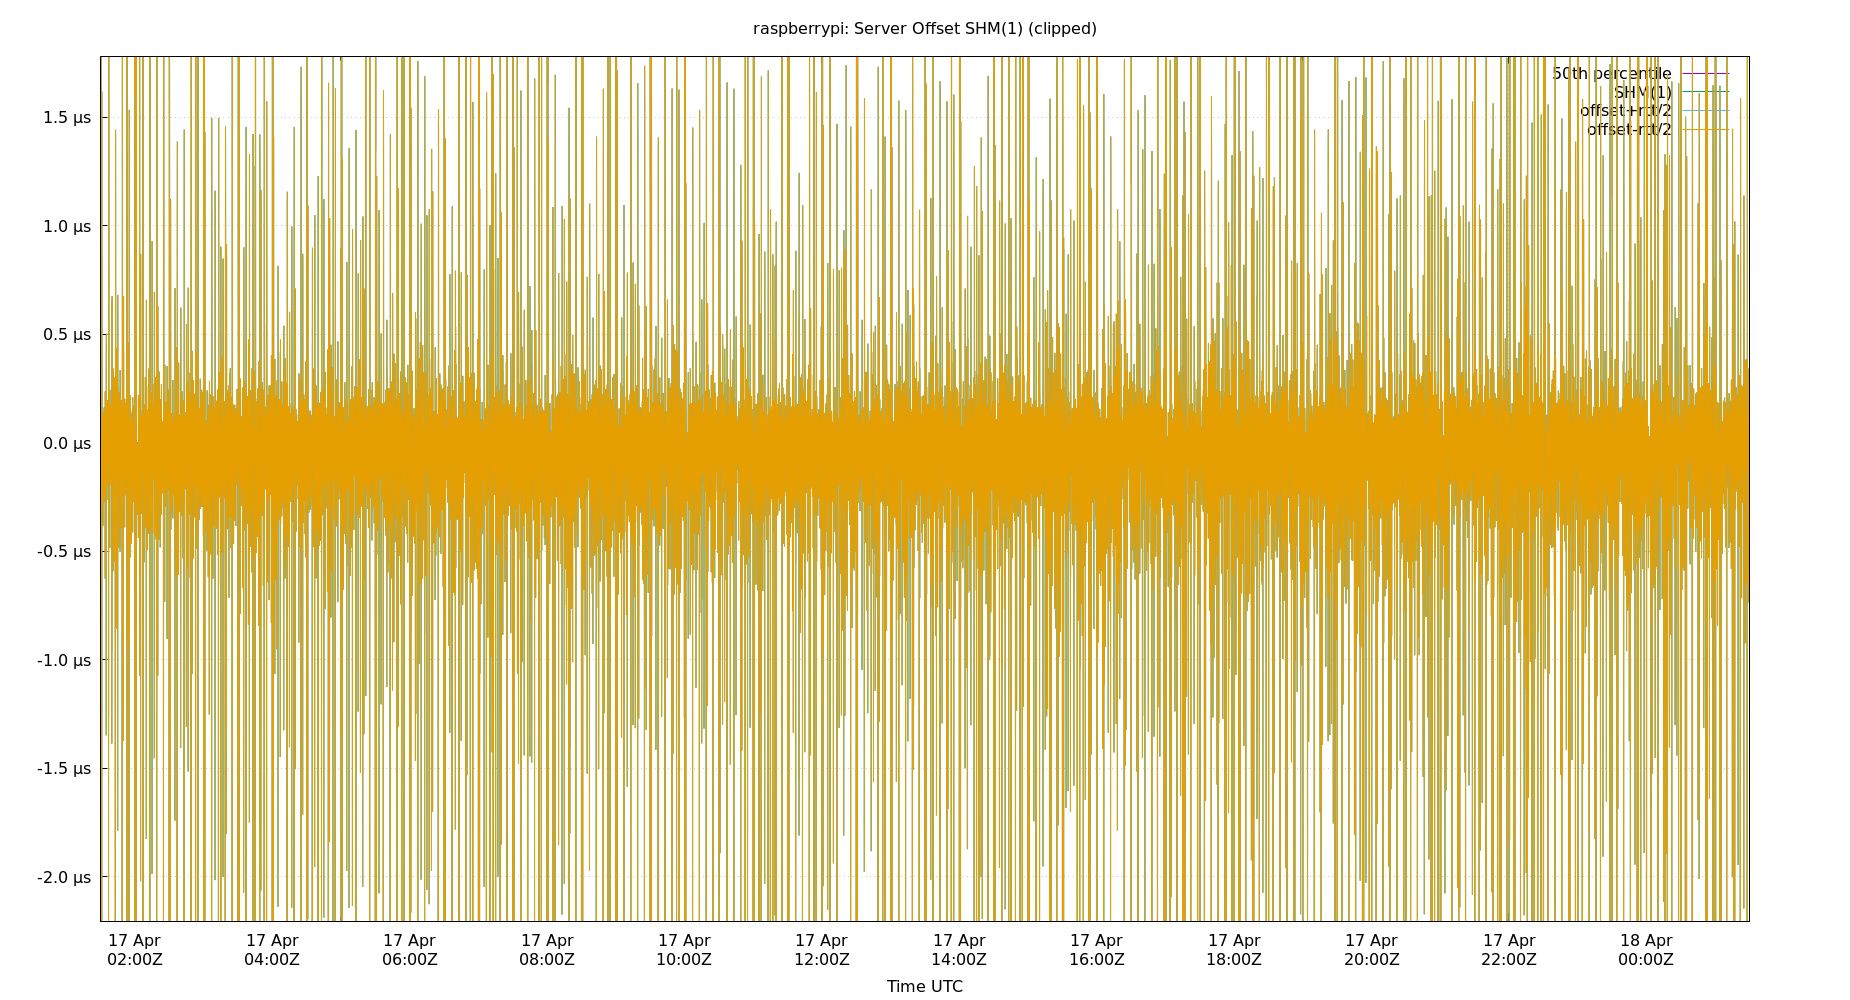 raspberrypi: Server Offset SHM(1) (clipped)
50th percentile
SHM(1)
offset+rtt/2
offset-rtt/2
1.5 µs
1.0 µs
0.5 µs
0.0 µs
-0.5 µs
-1.0 µs
-1.5 µs
-2.0 µs
17 Apr 17 Apr 17 Apr 17 Apr 17 Apr 17 Apr 17 Apr 17 Apr 17 Apr 17 Apr 17 Apr 18 Apr
02:00Z 04:00Z 06:00Z 08:00Z 10:00Z 12:00Z 14:00Z 16:00Z 18:00Z 20:00Z 22:00Z 00:00Z
Time UTC